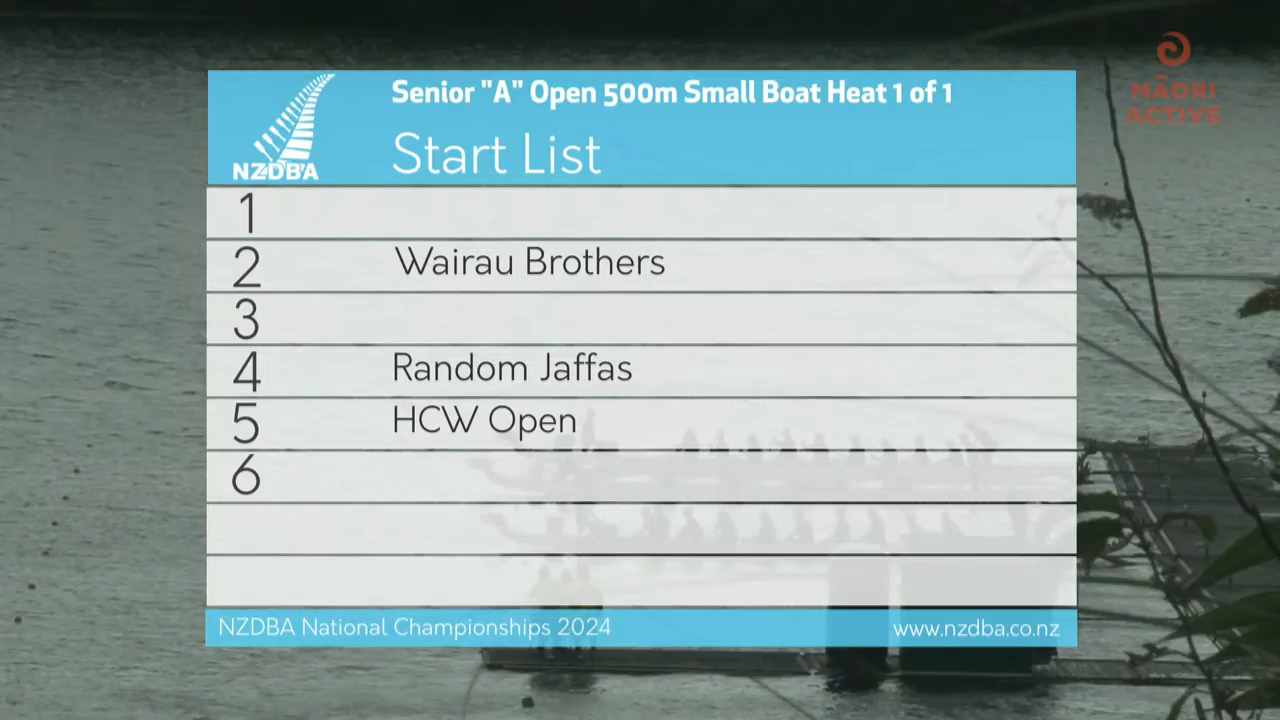 MĀORI
ACTIVE
NZDBA
Senior "A" Open 500m Small Boat Heat 1 of 1
Start List
1
2 Wairau Brothers
3
4 Random Jaffas
5 HCW Open
6
NZDBA National Championships 2024
www.nzdba.co.nz